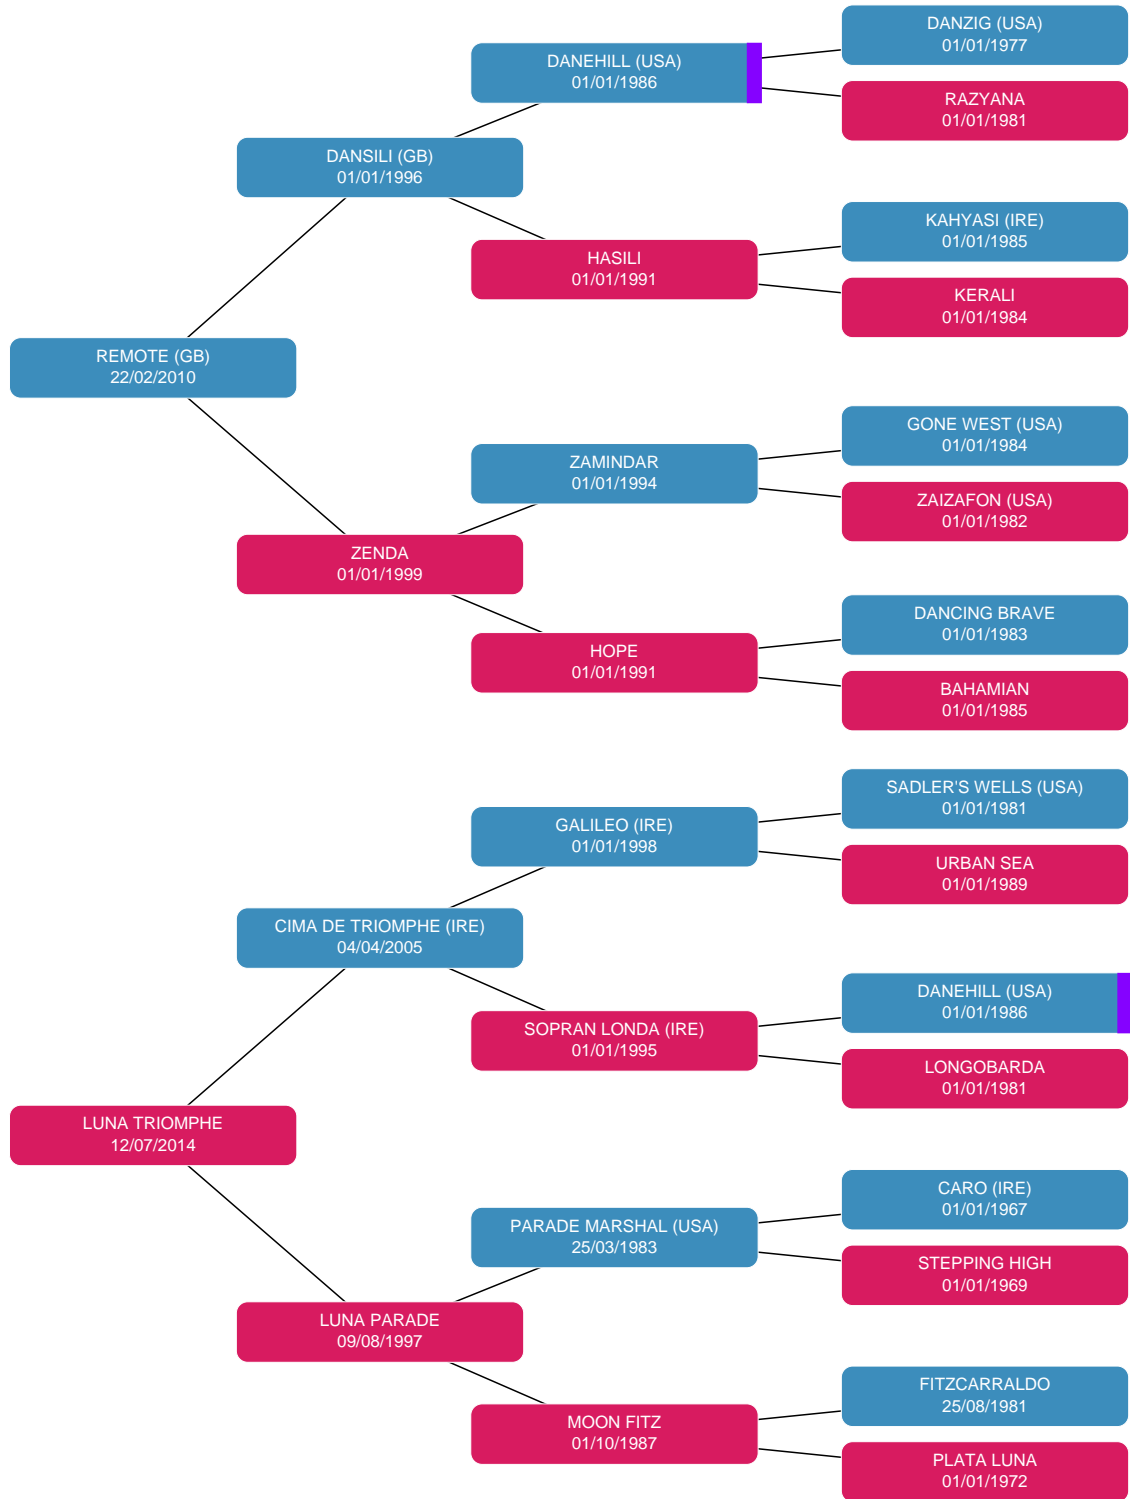 DANZIG (USA)
01/01/1977
DANEHILL (USA)
01/01/1986
RAZYANA
01/01/1981
DANSILI (GB)
01/01/1996
KAHYASI (IRE)
01/01/1985
HASILI
01/01/1991
KERALI
01/01/1984
REMOTE (GB)
22/02/2010
GONE WEST (USA)
01/01/1984
ZAMINDAR
01/01/1994
ZAIZAFON (USA)
01/01/1982
ZENDA
01/01/1999
DANCING BRAVE
01/01/1983
HOPE
01/01/1991
BAHAMIAN
01/01/1985
SADLER'S WELLS (USA)
01/01/1981
GALILEO (IRE)
01/01/1998
URBAN SEA
01/01/1989
CIMA DE TRIOMPHE (IRE)
04/04/2005
DANEHILL (USA)
01/01/1986
SOPRAN LONDA (IRE)
01/01/1995
LONGOBARDA
01/01/1981
LUNA TRIOMPHE
12/07/2014
CARO (IRE)
01/01/1967
PARADE MARSHAL (USA)
25/03/1983
STEPPING HIGH
01/01/1969
LUNA PARADE
09/08/1997
FITZCARRALDO
25/08/1981
MOON FITZ
01/10/1987
PLATA LUNA
01/01/1972